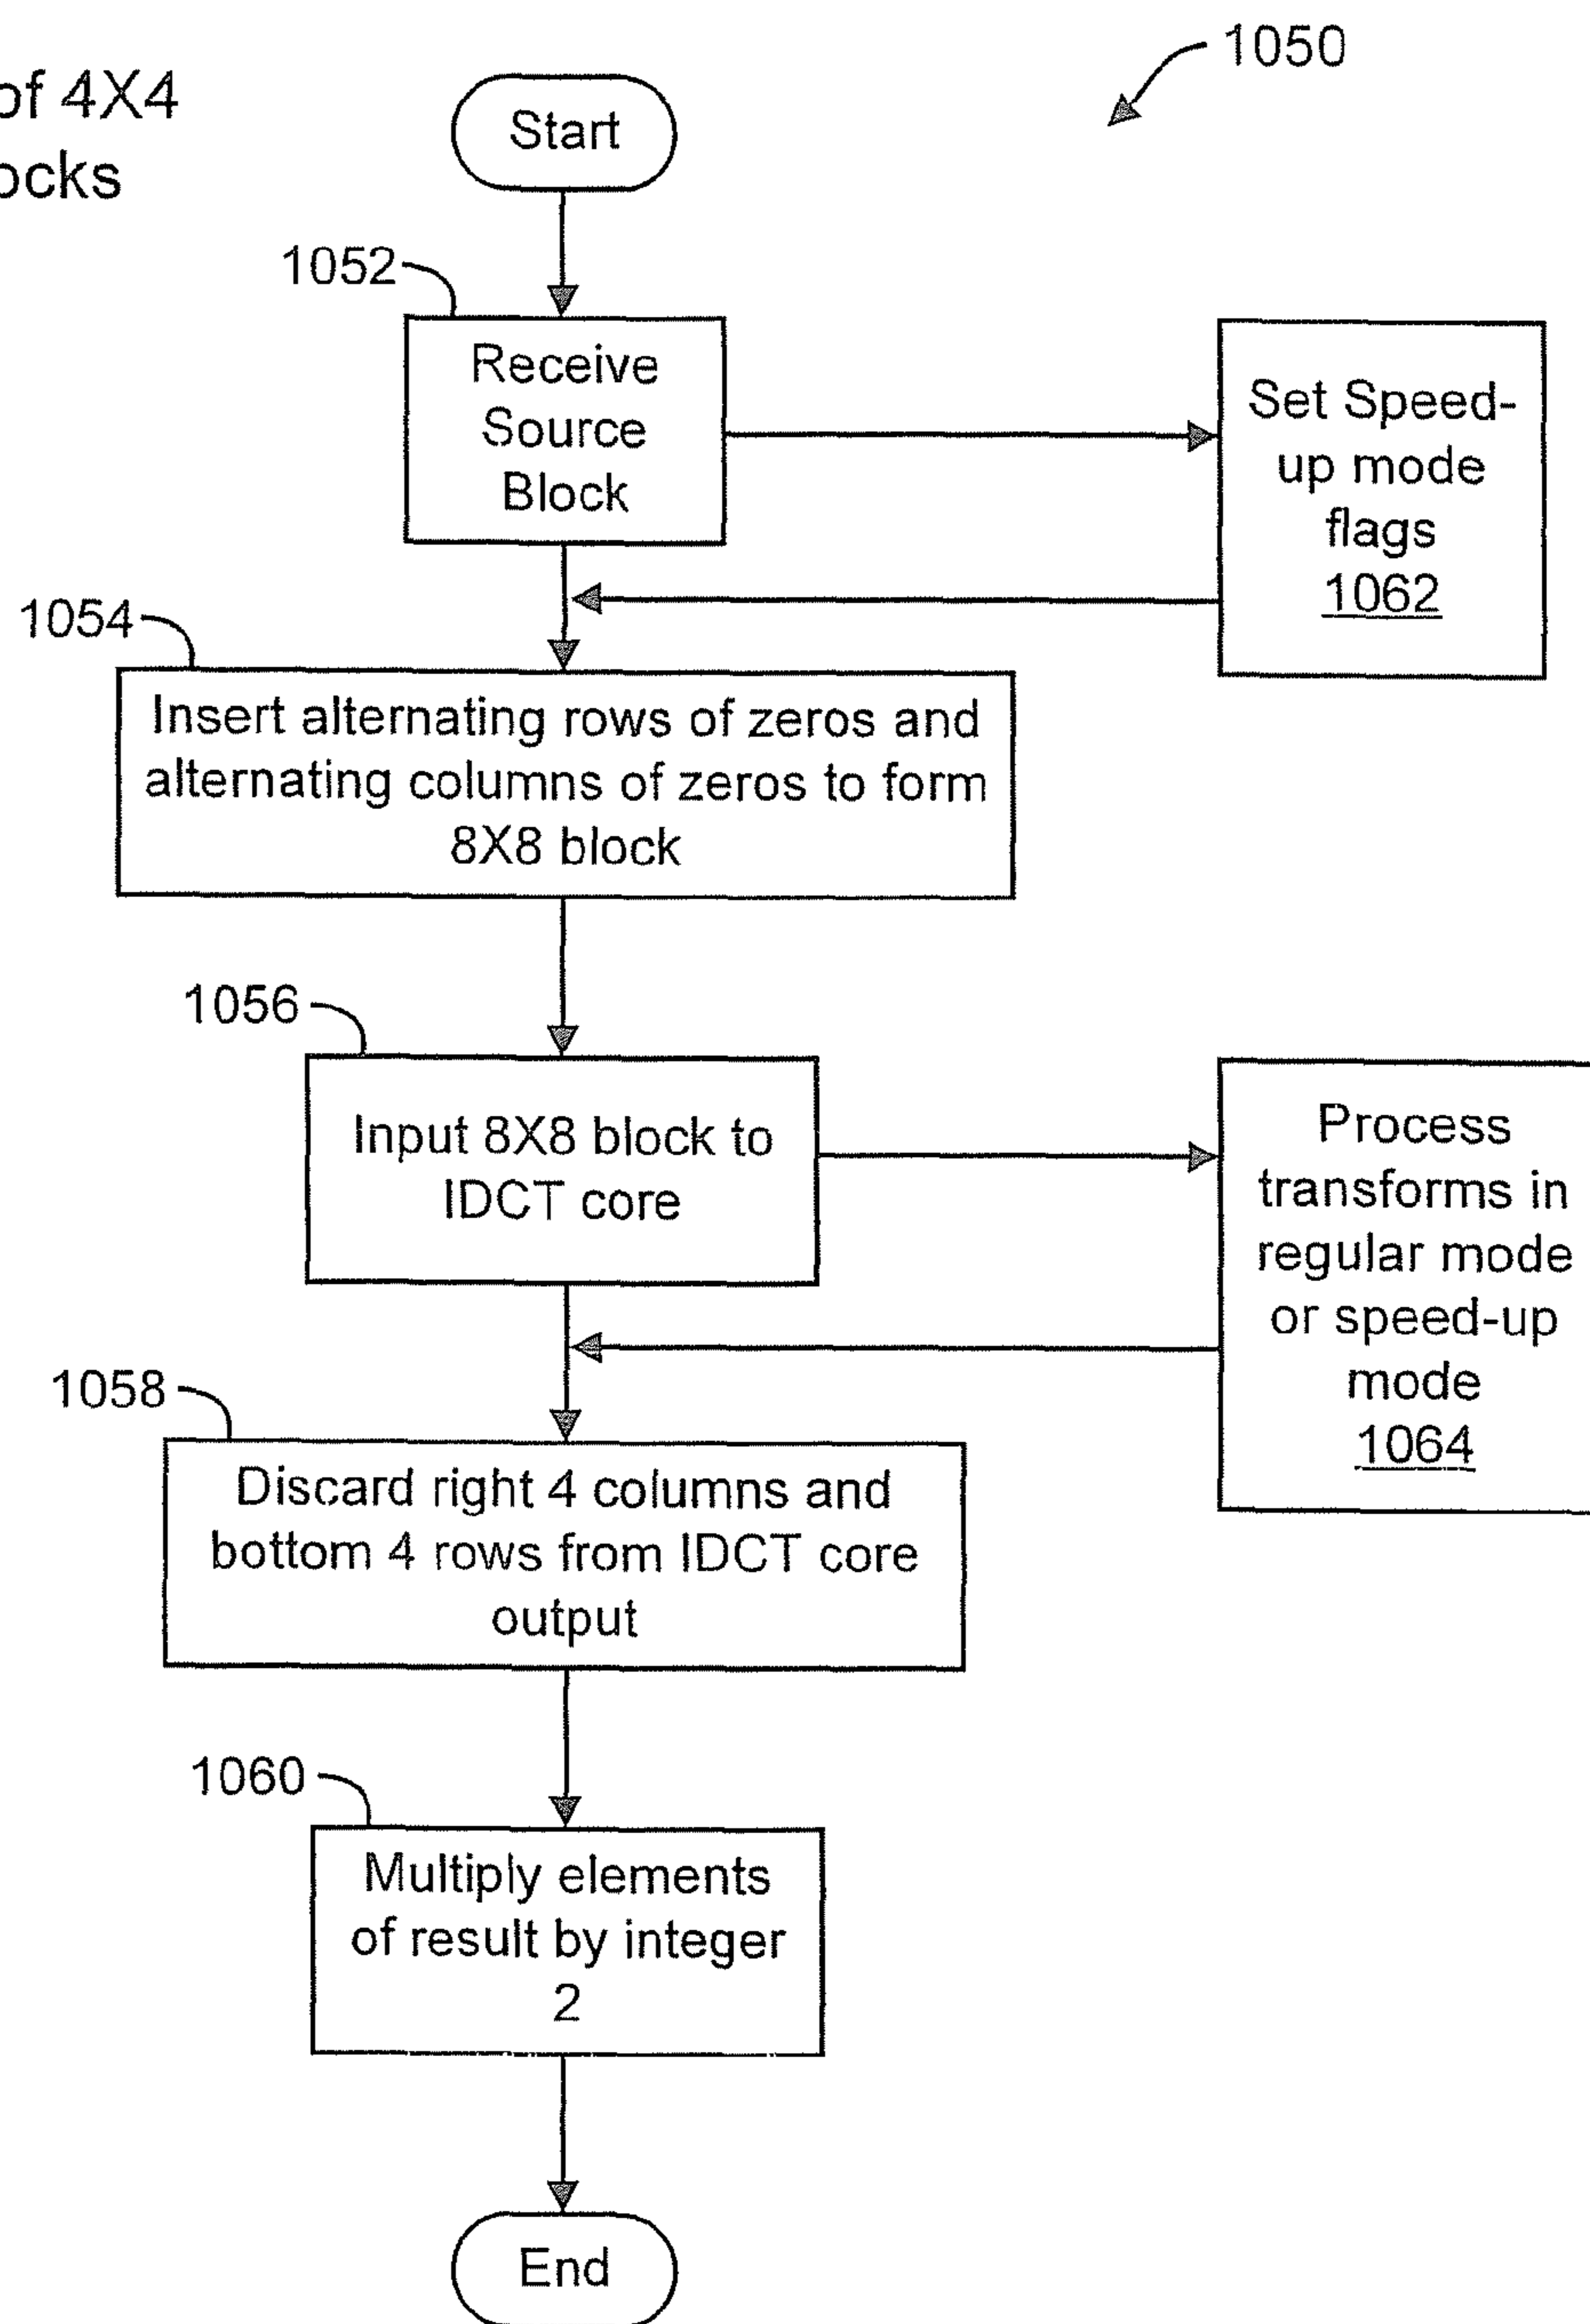 of 4X4
1050
Start
1052
Receive
Source
Block
Set Speed-
up mode
flags
1062
1054
Insert alternating rows of zeros and
alternating columns of zeros to form
8X8 block
1056
Input 8X8 block to
IDCT core
Process
transforms in
regular mode
or speed-up
mode
1064
1058
Discard right 4 columns and
bottom 4 rows from IDCT core
output
1060
Multiply elements
of result by integer
2
End